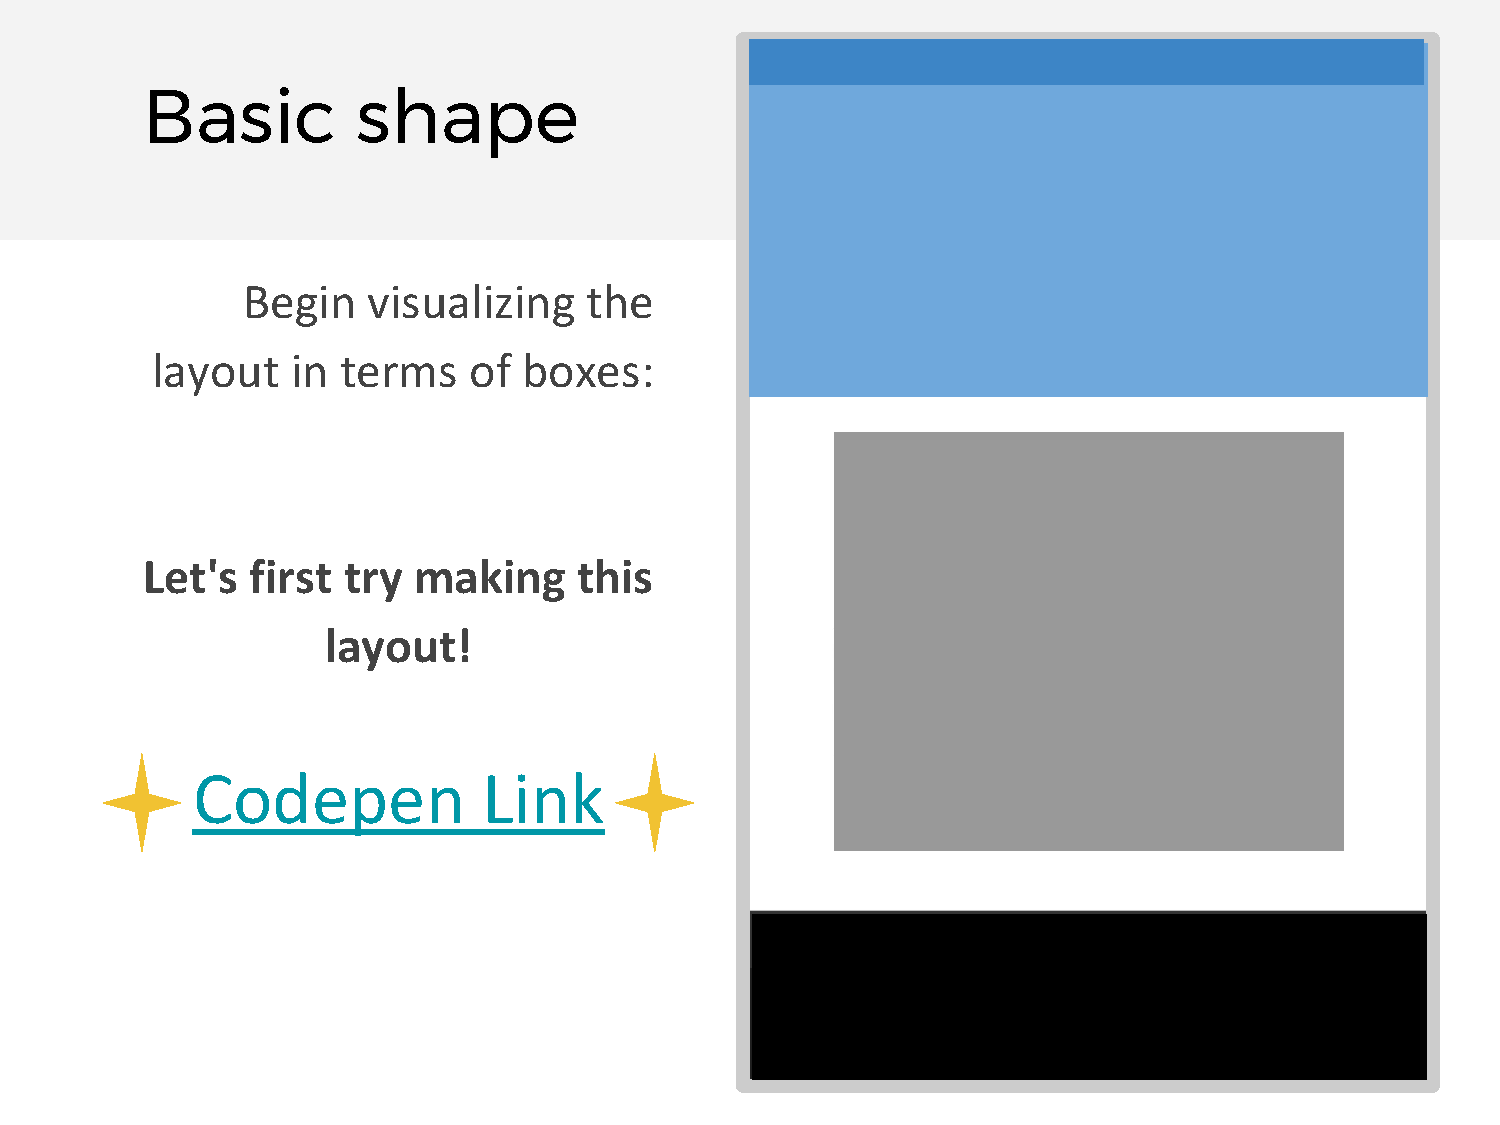 Basic shape
Begin visualizing the
layout in terms of boxes:
Let's first try making this
layout!
Codepen Link